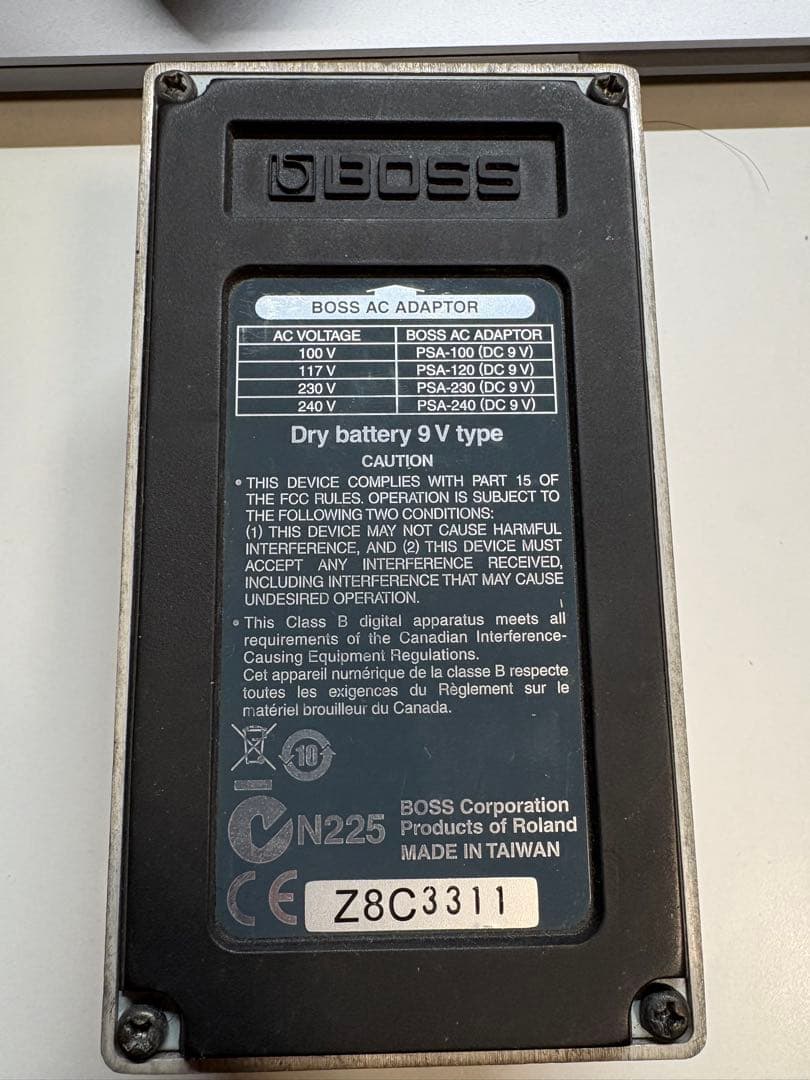 BOSS
BOSS AC ADAPTOR
AC VOLTAGE BOSS AC ADAPTOR
100 V PSA-100 (DC 9 V)
117 V PSA-120 (DC 9 V)
230 V PSA-230 (DC 9 V)
240 V PSA-240 (DC 9 V)
Dry battery 9 V type
CAUTION
• THIS DEVICE COMPLIES WITH PART 15 OF
THE FCC RULES. OPERATION IS SUBJECT TO
THE FOLLOWING TWO CONDITIONS:
(1) THIS DEVICE MAY NOT CAUSE HARMFUL
INTERFERENCE, AND (2) THIS DEVICE MUST
ACCEPT ANY INTERFERENCE RECEIVED,
INCLUDING INTERFERENCE THAT MAY CAUSE
UNDESIRED OPERATION.
• This Class B digital apparatus meets all
requirements of the Canadian Interference-
Causing Equipment Regulations.
Cet appareil numérique de la classe B respecte
toutes les exigences du Règlement sur le
matériel brouilleur du Canada.
10
N225
BOSS Corporation
Products of Roland
MADE IN TAIWAN
CE
Z8C3311